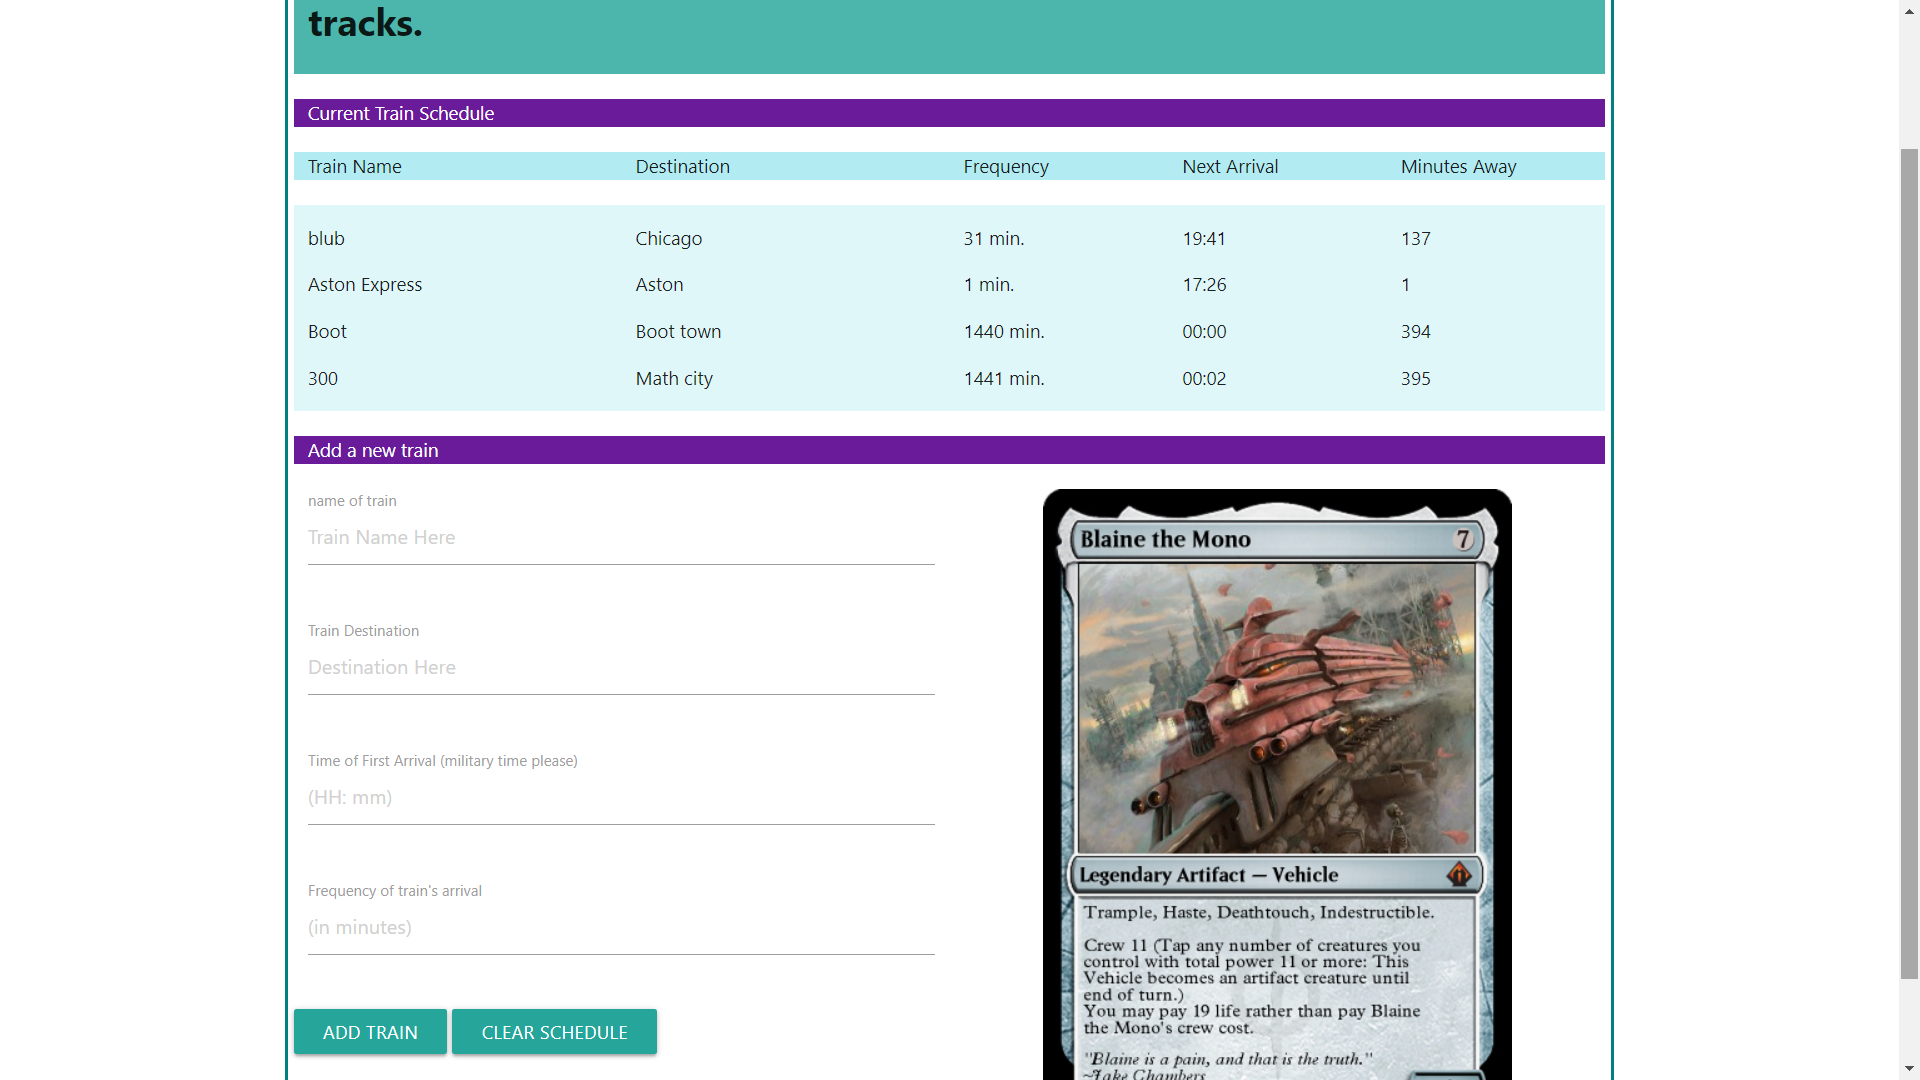 tracks.
Current Train Schedule
Train Name Destination Frequency Next Arrival Minutes Away
blub Chicago 31 min. 19:41 137
Aston Express Aston 1 min. 17:26 1
Boot Boot town 1440 min. 00:00 394
300 Math city 1441 min. 00:02 395
Add a new train
name of train
Train Name Here
Train Destination
Destination Here
Time of First Arrival (military time please)
(HH: mm)
Frequency of train's arrival
(in minutes)
ADD TRAIN CLEAR SCHEDULE
Blaine the Mono 7
Legendary Artifact — Vehicle
Trample, Haste, Deathtouch, Indestructible.
Crew 11 (Tap any number of creatures you
control with total power 11 or more: This
Vehicle becomes an artifact creature until
end of turn.)
You may pay 19 life rather than pay Blaine
the Mono's crew cost.
"Blaine is a pain, and that is the truth."
~Jake Chambers